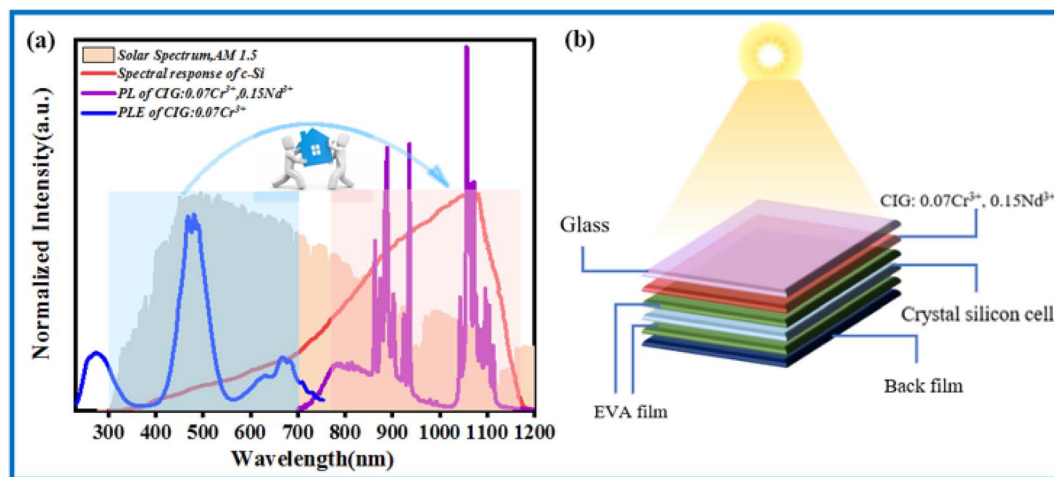 (a)
Solar Spectrum,AM 1.5
Spectral response of c-Si
PL of CIG:0.07Cr³⁺,0.15Nd³⁺
PLE of CIG:0.07Cr³⁺
Normalized Intensity(a.u.)
300 400 500 600 700 800 900 1000 1100 1200
Wavelength(nm)
(b)
CIG: 0.07Cr³⁺, 0.15Nd³⁺
Glass
Crystal silicon cell
Back film
EVA film